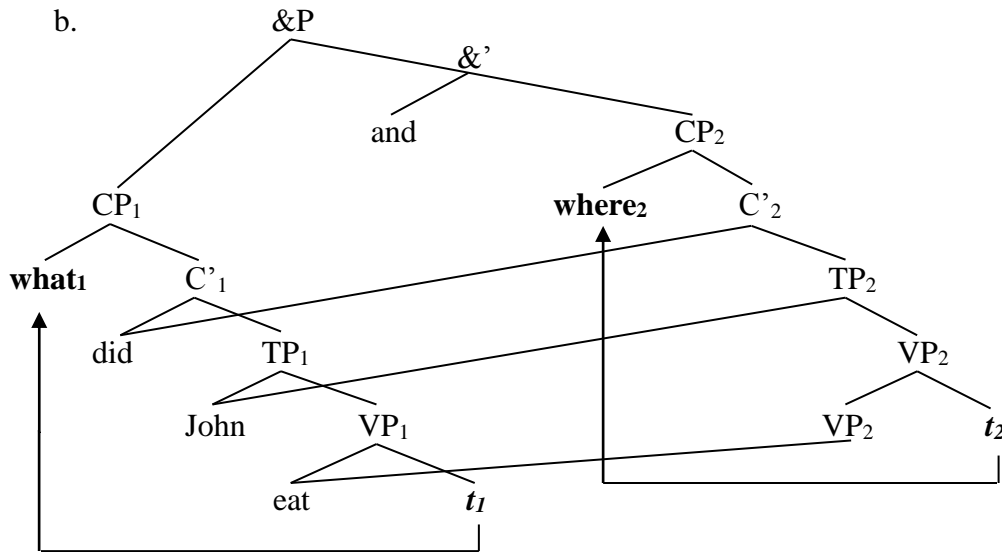 b. &P
&’
and CP₂
CP₁ where₂ C’₂
what₁ C’₁ TP₂
did TP₁ VP₂
John VP₁ VP₂ t₂
eat t₁